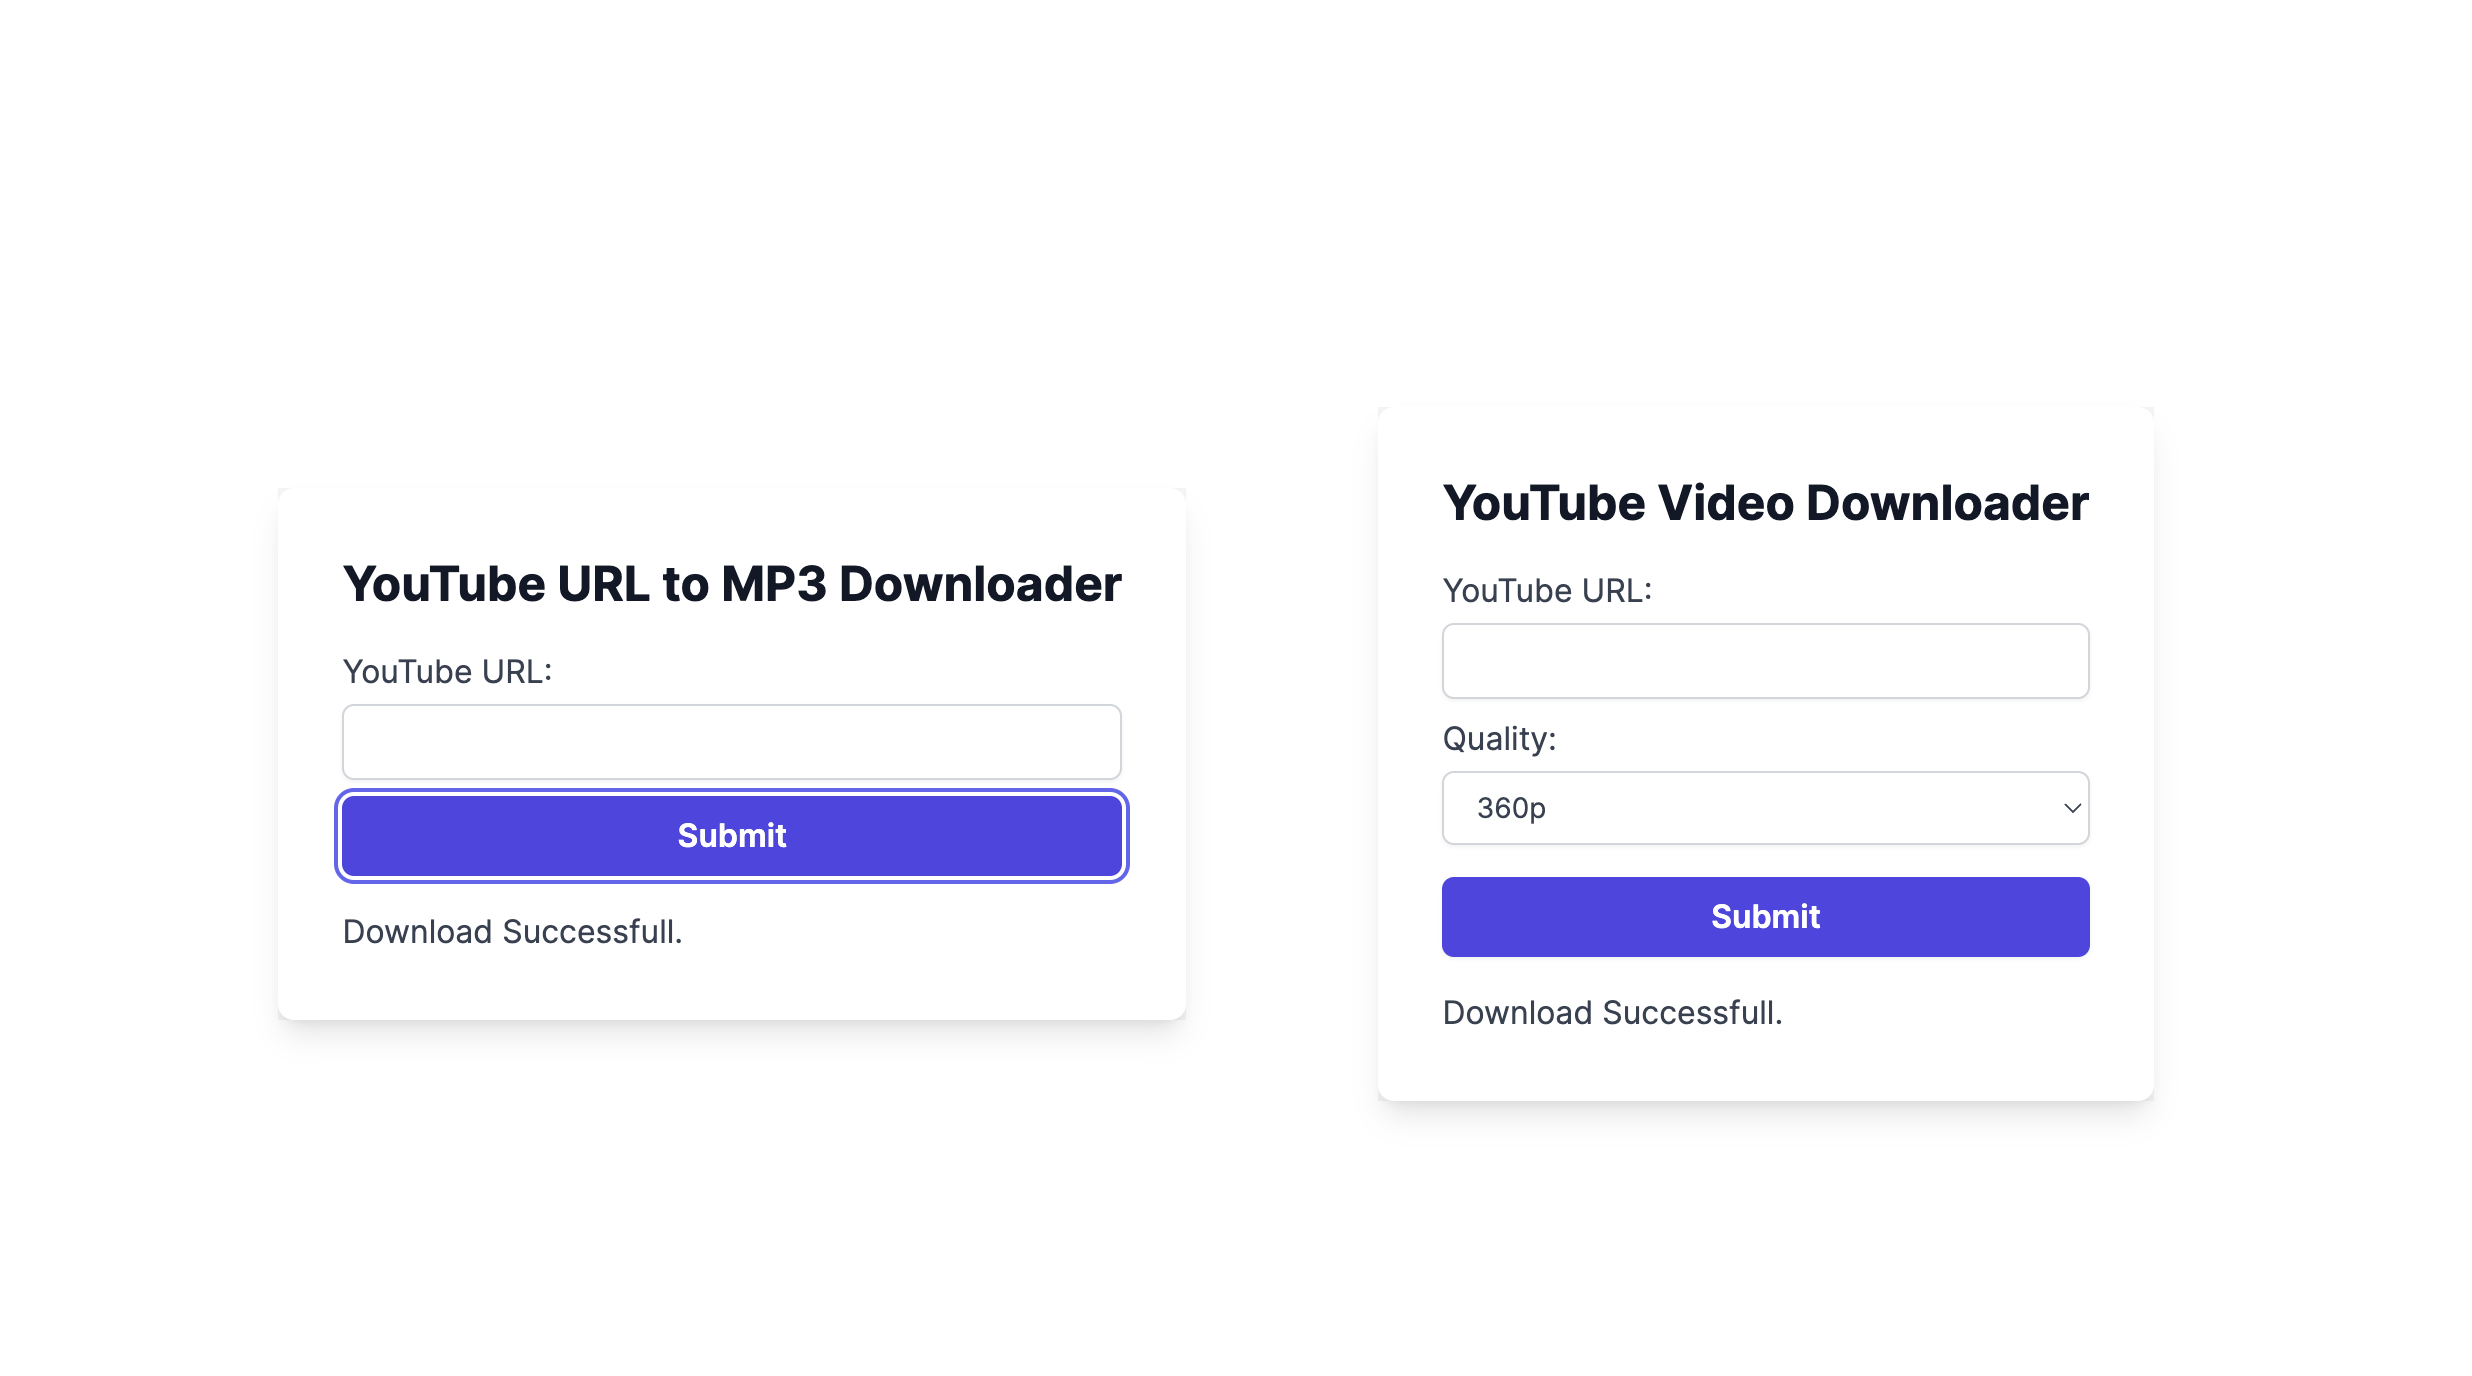 YouTube URL to MP3 Downloader
YouTube URL:
Submit
Download Successfull.
YouTube Video Downloader
YouTube URL:
Quality:
360p
Submit
Download Successfull.